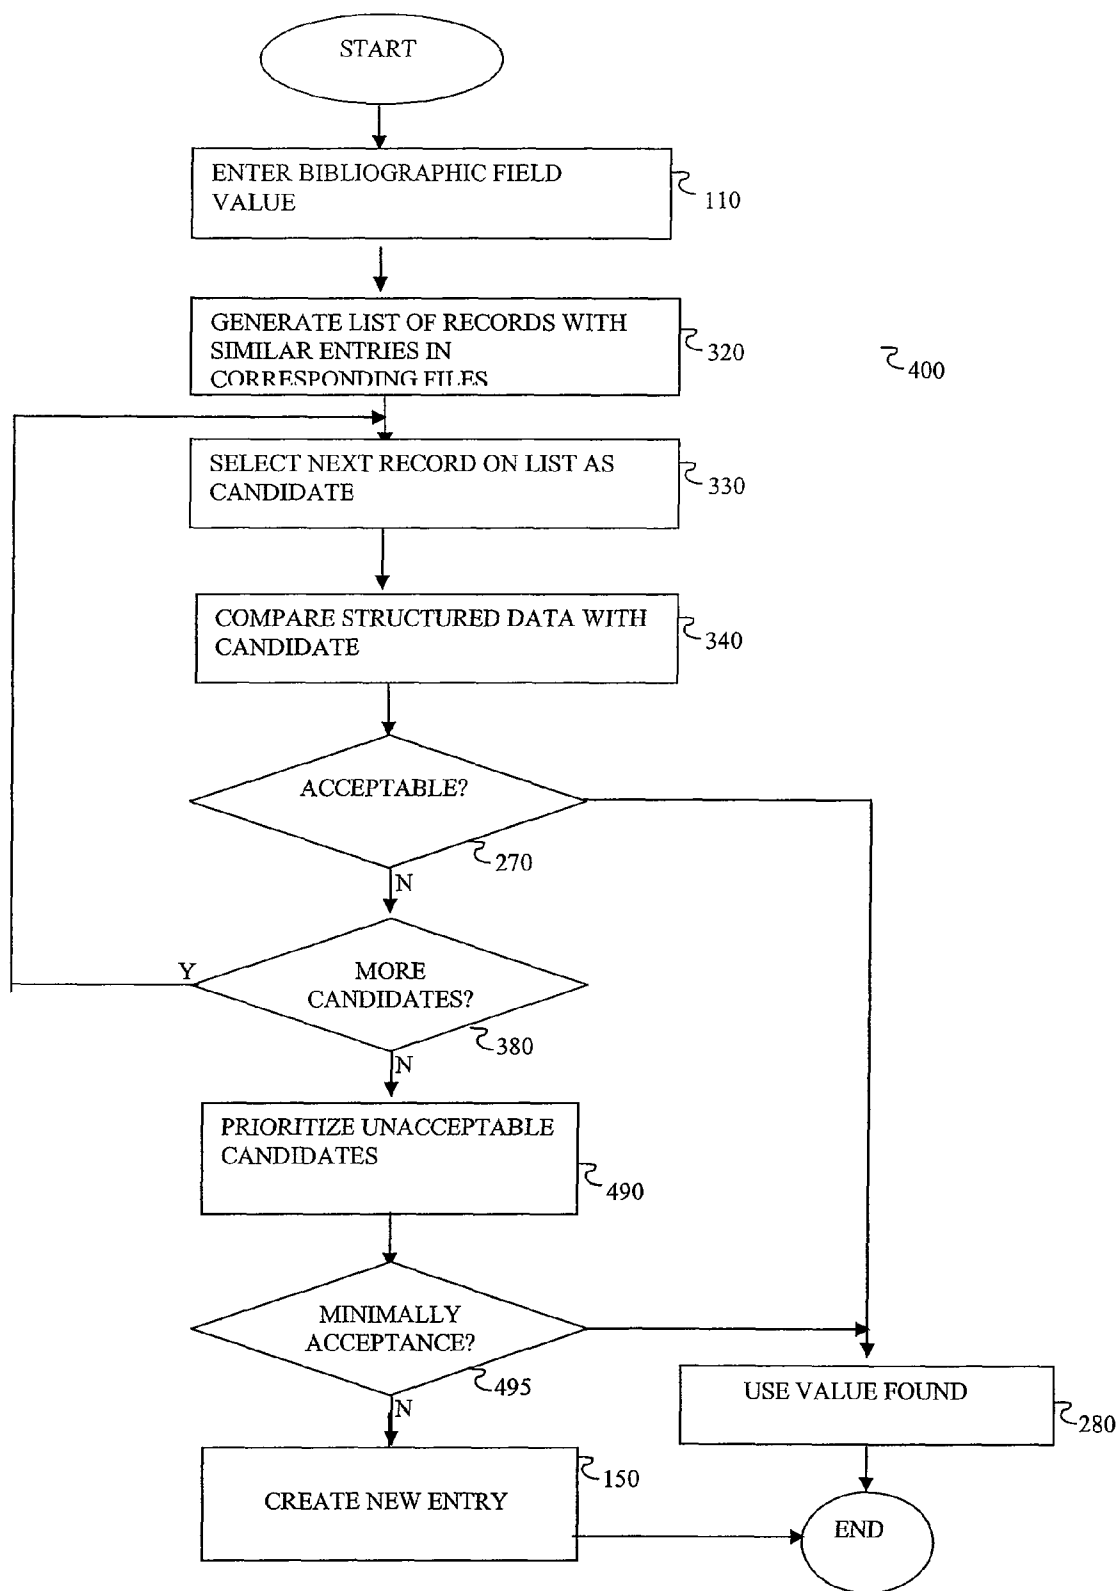 START
ENTER BIBLIOGRAPHIC FIELD
VALUE
110
GENERATE LIST OF RECORDS WITH
SIMILAR ENTRIES IN
CORRESPONDING FILES
320
400
SELECT NEXT RECORD ON LIST AS
CANDIDATE
330
COMPARE STRUCTURED DATA WITH
CANDIDATE
340
ACCEPTABLE?
270
N
Y
MORE
CANDIDATES?
380
N
PRIORITIZE UNACCEPTABLE
CANDIDATES
490
MINIMALLY
ACCEPTANCE?
495
N
USE VALUE FOUND
280
CREATE NEW ENTRY
150
END